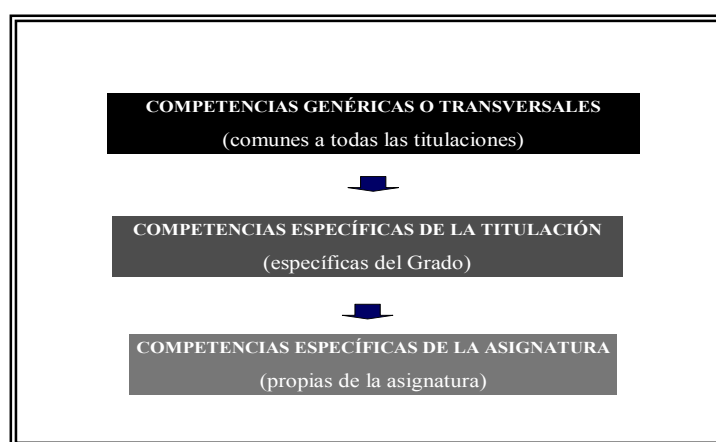 COMPETENCIAS GENÉRICAS O TRANSVERSALES
(comunes a todas las titulaciones)
COMPETENCIAS ESPECÍFICAS DE LA TITULACIÓN
(específicas del Grado)
COMPETENCIAS ESPECÍFICAS DE LA ASIGNATURA
(propias de la asignatura)